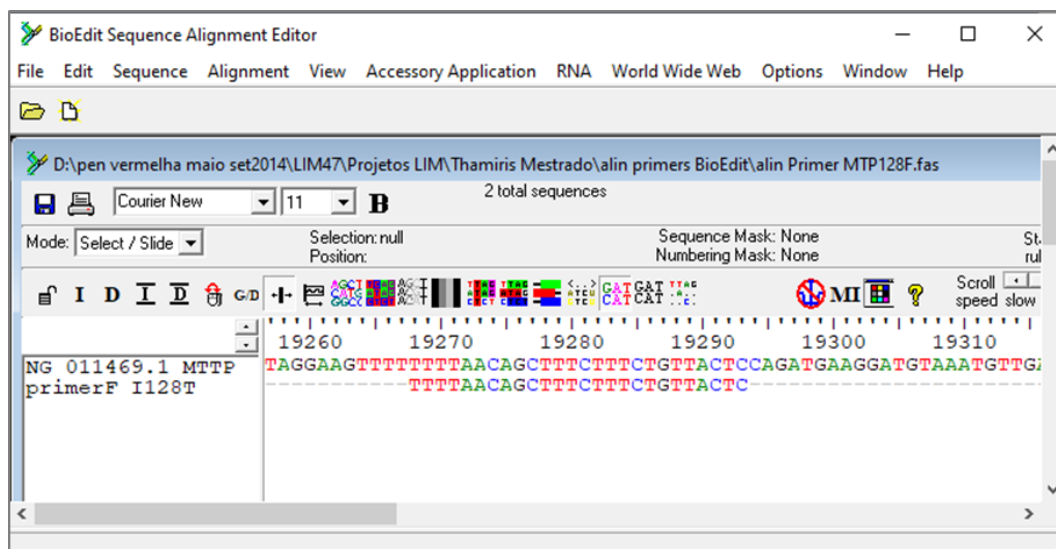 BioEdit Sequence Alignment Editor
File Edit Sequence Alignment View Accessory Application RNA World Wide Web Options Window Help
D:\pen vermelha maio set2014\LIM47\Projetos LIM\Thamiris Mestrado\alin primers BioEdit\alin Primer MTP128F.fas
Courier New 11 B 2 total sequences
Mode: Select / Slide Selection: null Sequence Mask: None
Position: Numbering Mask: None
I D I D G/D MI ? Scroll speed slow
19260 19270 19280 19290 19300 19310
NG 011469.1 MTTP TAGGAAGTTTTTTTTAACAGCTTTCTTTCTGTTACTCCAGATGAAGGATGTAAATGTTGA
primerF I128T -----------TTTTAACAGCTTTCTTTCTGTTACTC----------------------